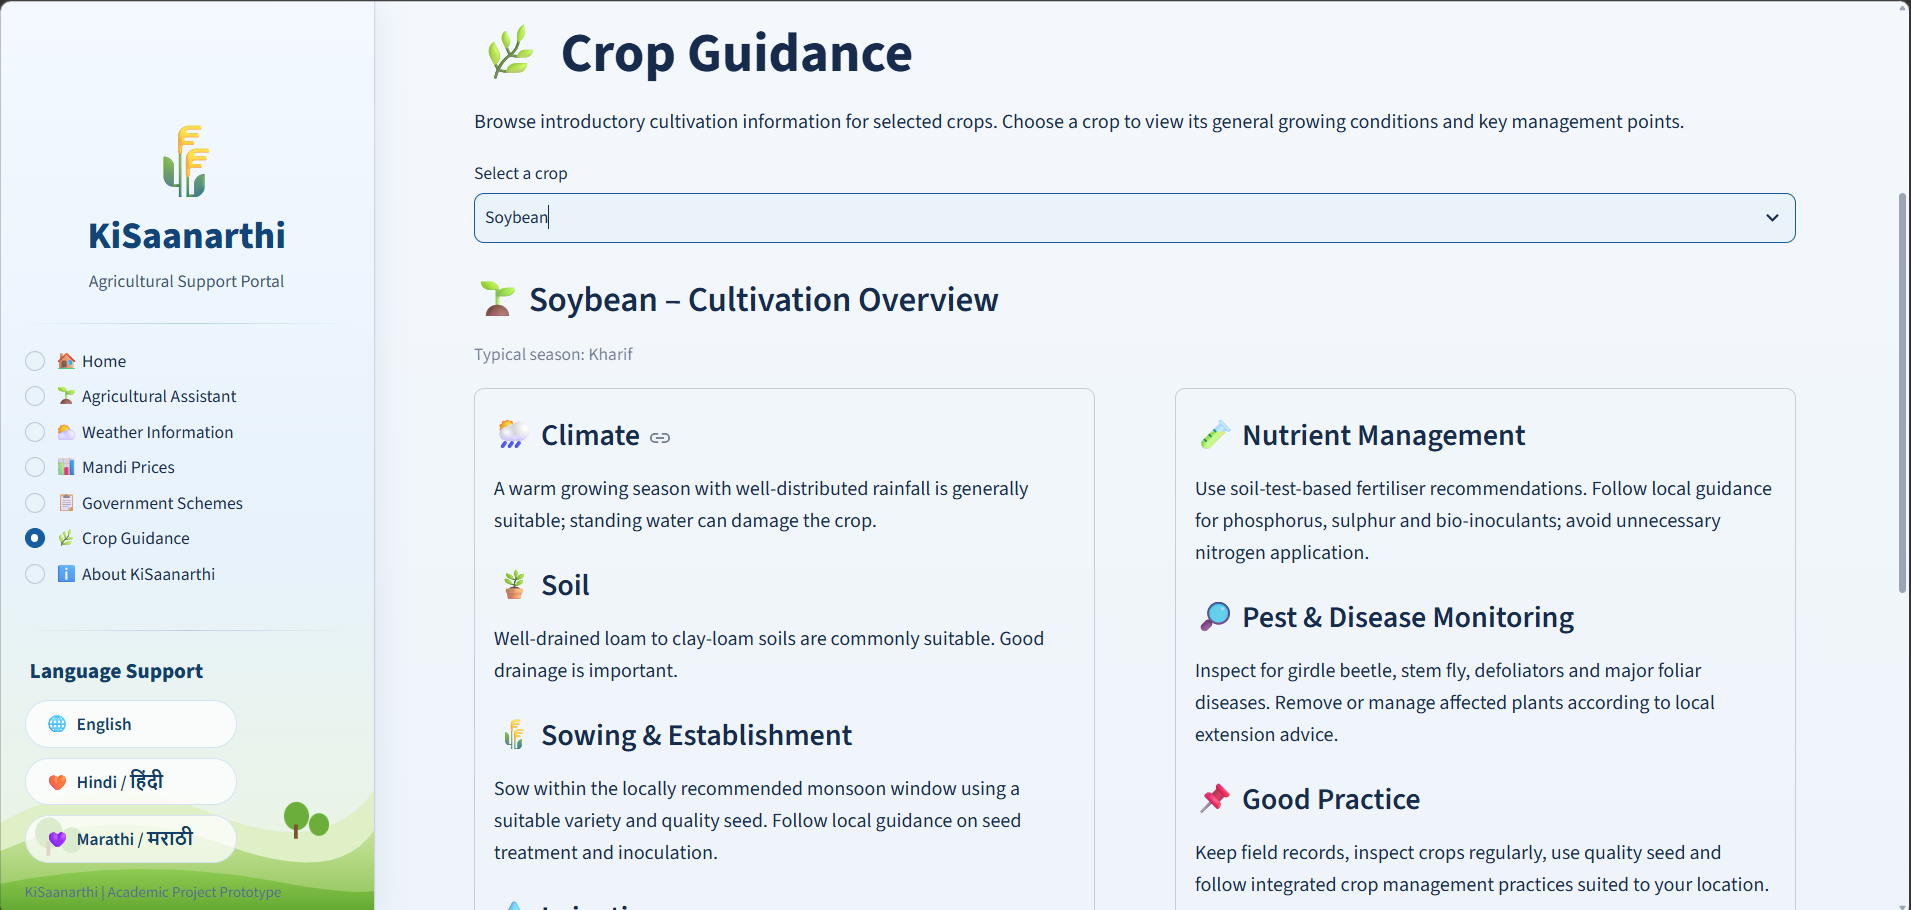 KiSaanarthi
Agricultural Support Portal
Home
Agricultural Assistant
Weather Information
Mandi Prices
Government Schemes
Crop Guidance
About KiSaanarthi
Language Support
English
Hindi / हिंदी
Marathi / मराठी
KiSaanarthi | Academic Project Prototype
Crop Guidance
Browse introductory cultivation information for selected crops. Choose a crop to view its general growing conditions and key management points.
Select a crop
Soybean
Soybean – Cultivation Overview
Typical season: Kharif
Climate
A warm growing season with well-distributed rainfall is generally
suitable; standing water can damage the crop.
Soil
Well-drained loam to clay-loam soils are commonly suitable. Good
drainage is important.
Sowing & Establishment
Sow within the locally recommended monsoon window using a
suitable variety and quality seed. Follow local guidance on seed
treatment and inoculation.
Nutrient Management
Use soil-test-based fertiliser recommendations. Follow local guidance
for phosphorus, sulphur and bio-inoculants; avoid unnecessary
nitrogen application.
Pest & Disease Monitoring
Inspect for girdle beetle, stem fly, defoliators and major foliar
diseases. Remove or manage affected plants according to local
extension advice.
Good Practice
Keep field records, inspect crops regularly, use quality seed and
follow integrated crop management practices suited to your location.